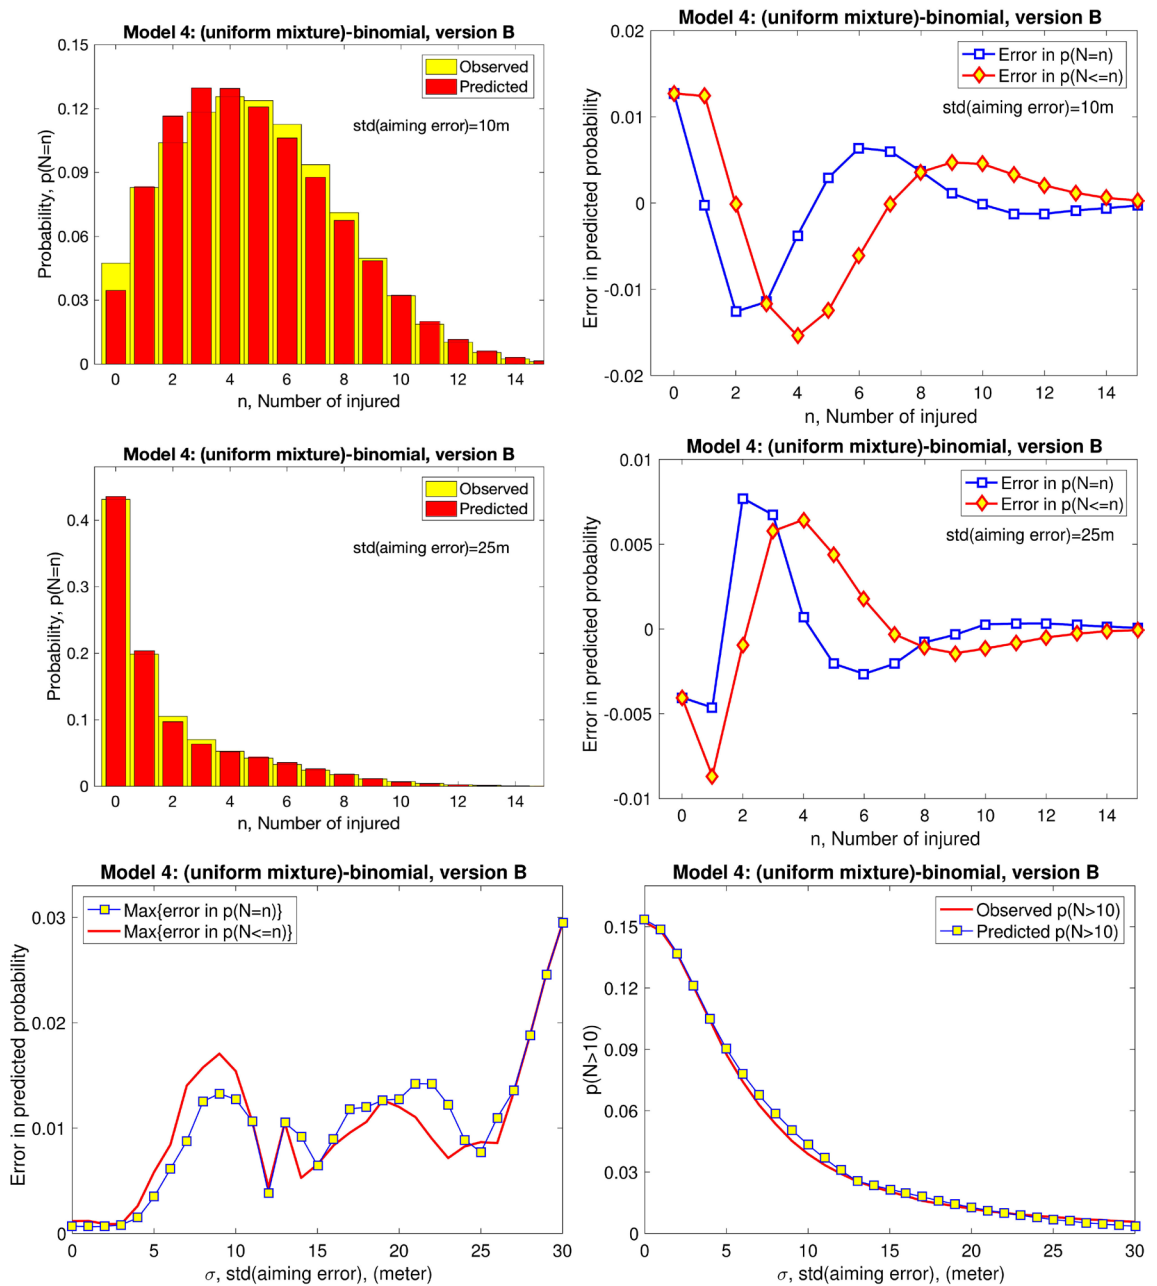 Model 4: (uniform mixture)-binomial, version B
0.15
0.12
0.09
0.06
0.03
0
Probability, p(N=n)
Observed
Predicted
std(aiming error)=10m
0 2 4 6 8 10 12 14
n, Number of injured
Model 4: (uniform mixture)-binomial, version B
0.02
0.01
0
-0.01
-0.02
Error in predicted probability
Error in p(N=n)
Error in p(N<=n)
std(aiming error)=10m
0 2 4 6 8 10 12 14
n, Number of injured
Model 4: (uniform mixture)-binomial, version B
0.4
0.3
0.2
0.1
0
Probability, p(N=n)
Observed
Predicted
std(aiming error)=25m
0 2 4 6 8 10 12 14
n, Number of injured
Model 4: (uniform mixture)-binomial, version B
0.01
0.005
0
-0.005
-0.01
Error in predicted probability
Error in p(N=n)
Error in p(N<=n)
std(aiming error)=25m
0 2 4 6 8 10 12 14
n, Number of injured
Model 4: (uniform mixture)-binomial, version B
0.03
0.02
0.01
0
Error in predicted probability
Max{error in p(N=n)}
Max{error in p(N<=n)}
0 5 10 15 20 25 30
σ, std(aiming error), (meter)
Model 4: (uniform mixture)-binomial, version B
0.15
0.12
0.09
0.06
0.03
0
p(N>10)
Observed p(N>10)
Predicted p(N>10)
0 5 10 15 20 25 30
σ, std(aiming error), (meter)